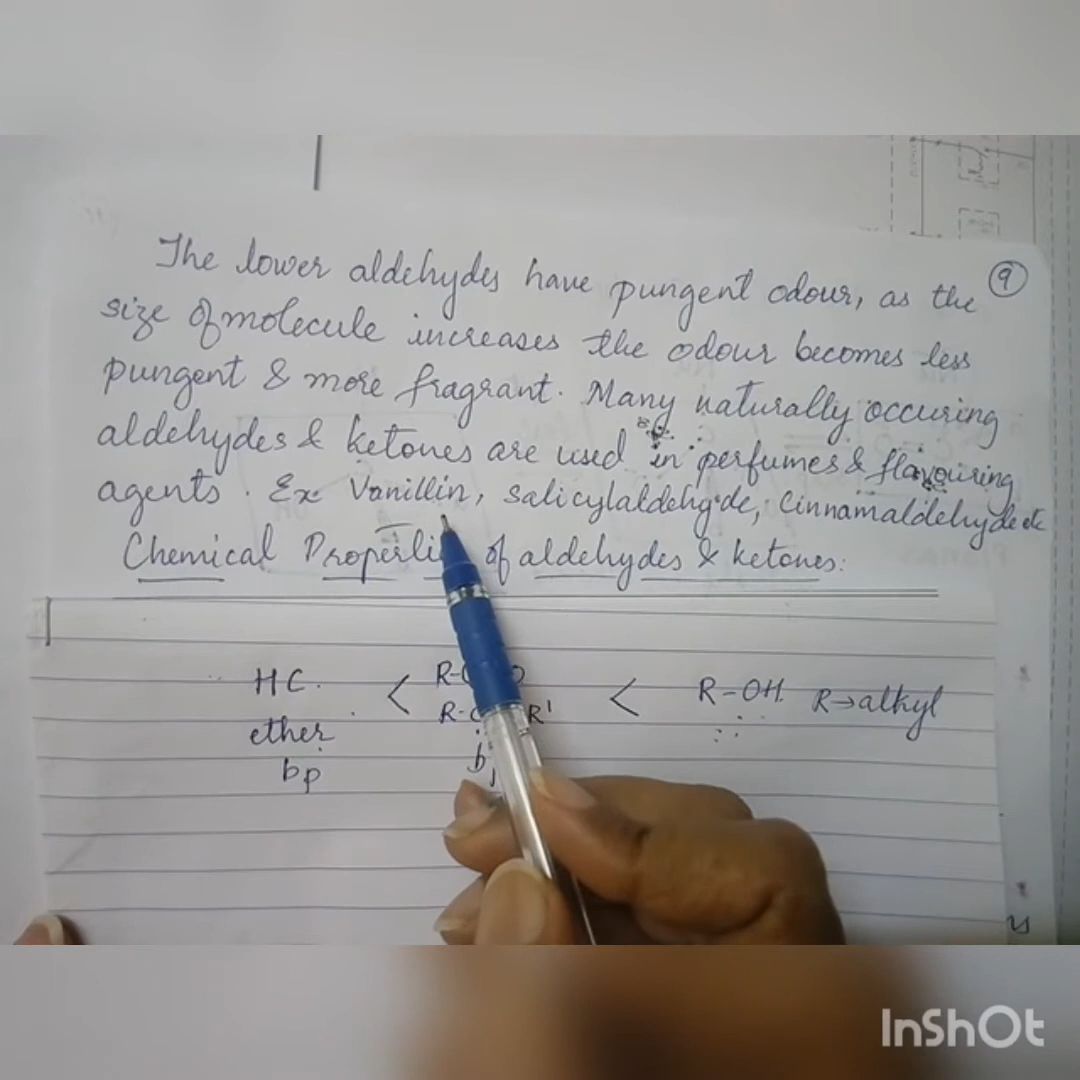 The lower aldehydes have pungent odour, as the
9
size of molecule increases the odour becomes less
pungent & more fragrant. Many naturally occuring
aldehydes & ketones are used in perfumes & flavouring
agents. Ex Vanillin, Salicylaldehyde, Cinnamaldehyde etc
Chemical Properti of aldehydes & ketones:
HC. < R- < R-OH. R→alkyl
ether R- R'
bp b
InShOt